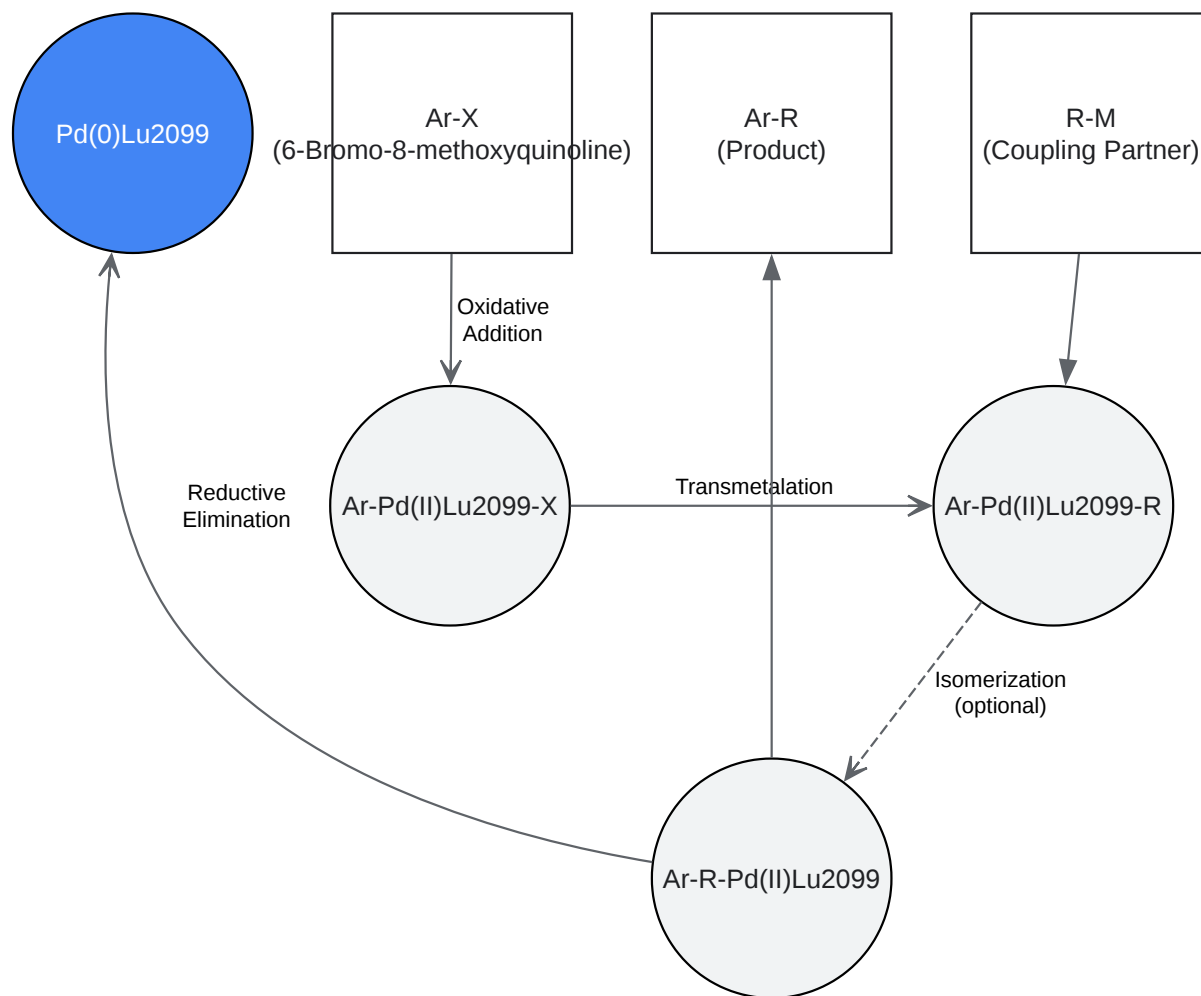 Pd(0)Lu2099
Ar-X
(6-Bromo-8-methoxyquinoline)
Ar-R
(Product)
R-M
(Coupling Partner)
Oxidative
Addition
Reductive
Elimination
Ar-Pd(II)Lu2099-X
Transmetalation
Ar-Pd(II)Lu2099-R
Isomerization
(optional)
Ar-R-Pd(II)Lu2099